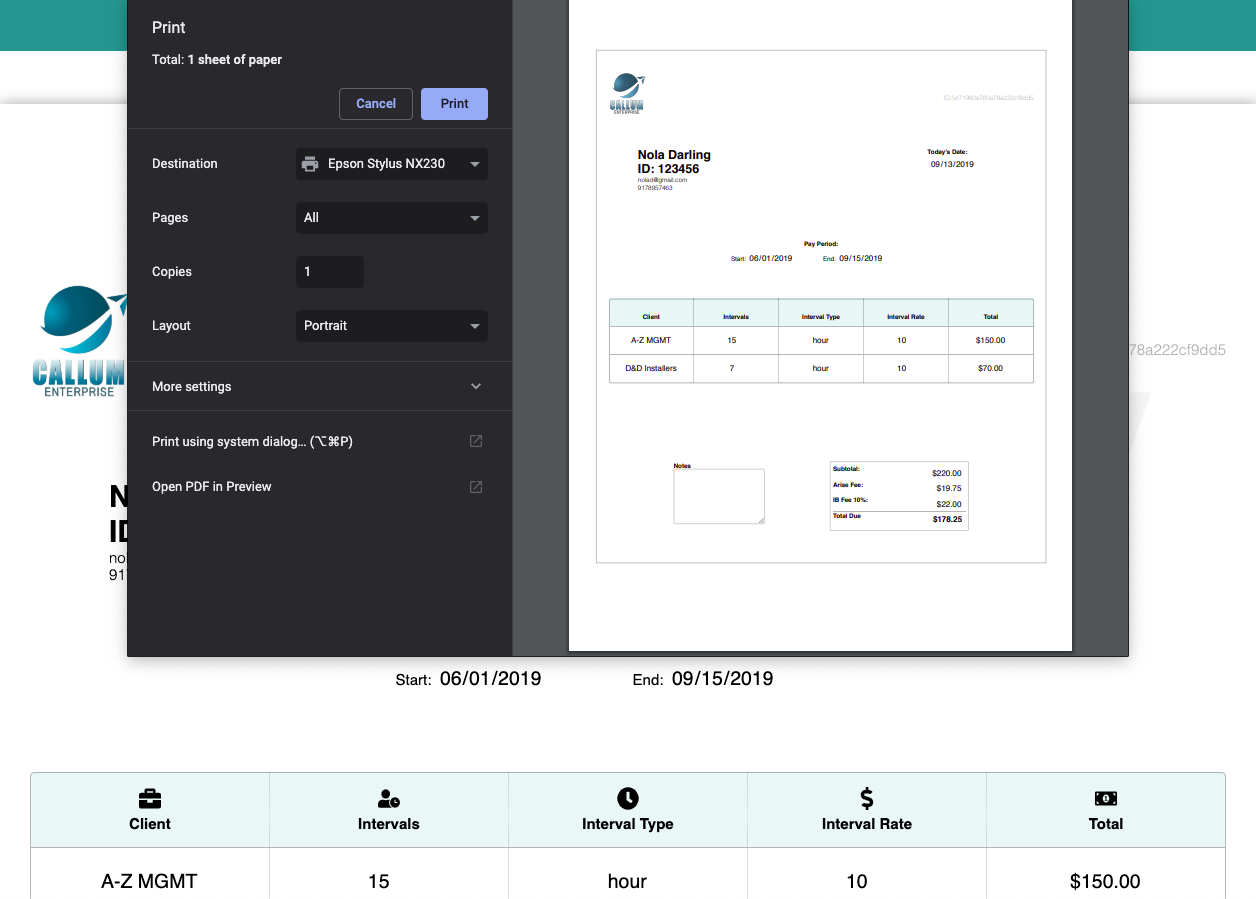 Print
Total: 1 sheet of paper
Cancel
Print
Destination
Epson Stylus NX230
Pages
All
Copies
1
Layout
Portrait
More settings
Print using system dialog... (⌥⌘P)
Open PDF in Preview
CALLUM
ENTERPRISE
Nola Darling
ID: 123456
nolad@gmail.com
9178957463
Today's Date:
09/13/2019
Pay Period:
Start: 06/01/2019 End: 09/15/2019
Client Intervals Interval Type Interval Rate Total
A-Z MGMT 15 hour 10 $150.00
D&D Installers 7 hour 10 $70.00
Notes
Subtotal: $220.00
Arise Fee: $19.75
IB Fee 10%: $22.00
Total Due $178.25
CALLUM
ENTERPRISE
78a222cf9dd5
N
ID
nol
917
Start: 06/01/2019 End: 09/15/2019
Client Intervals Interval Type Interval Rate Total
A-Z MGMT 15 hour 10 $150.00